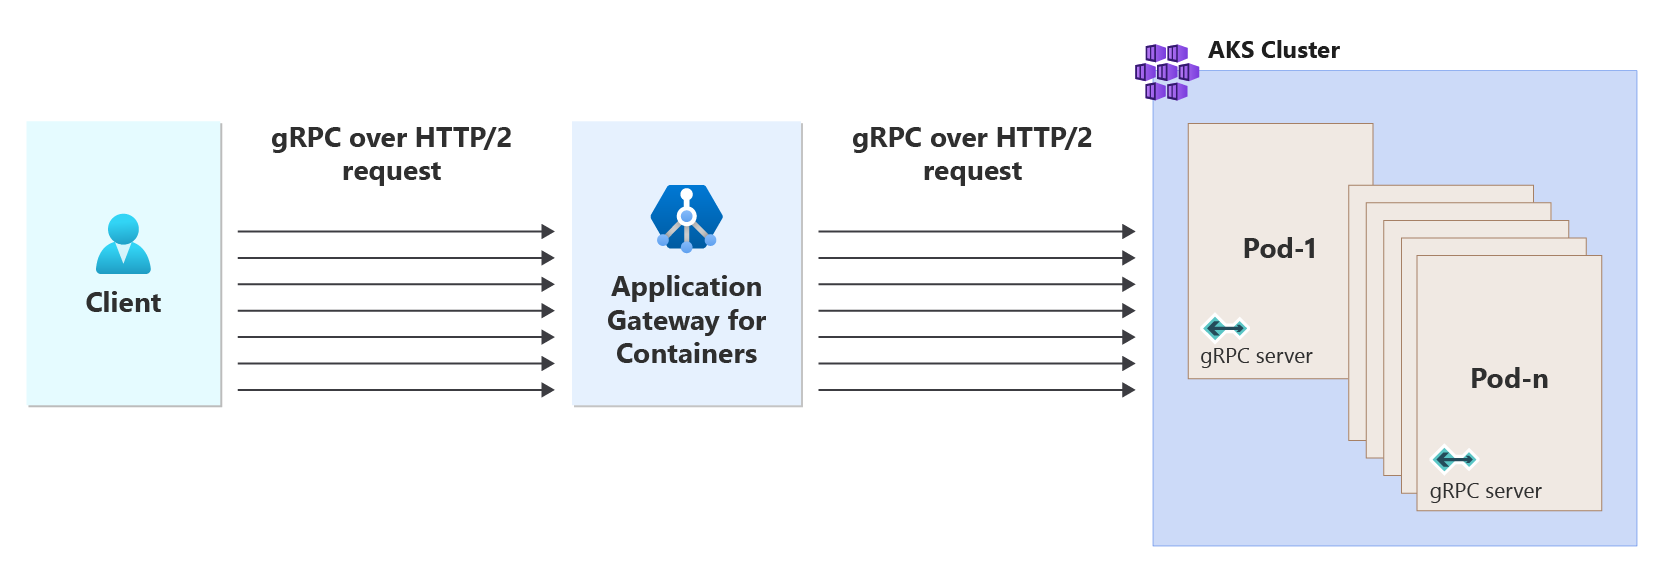 AKS Cluster
gRPC over HTTP/2
request
gRPC over HTTP/2
request
Client
Application
Gateway for
Containers
Pod-1
gRPC server
Pod-n
gRPC server